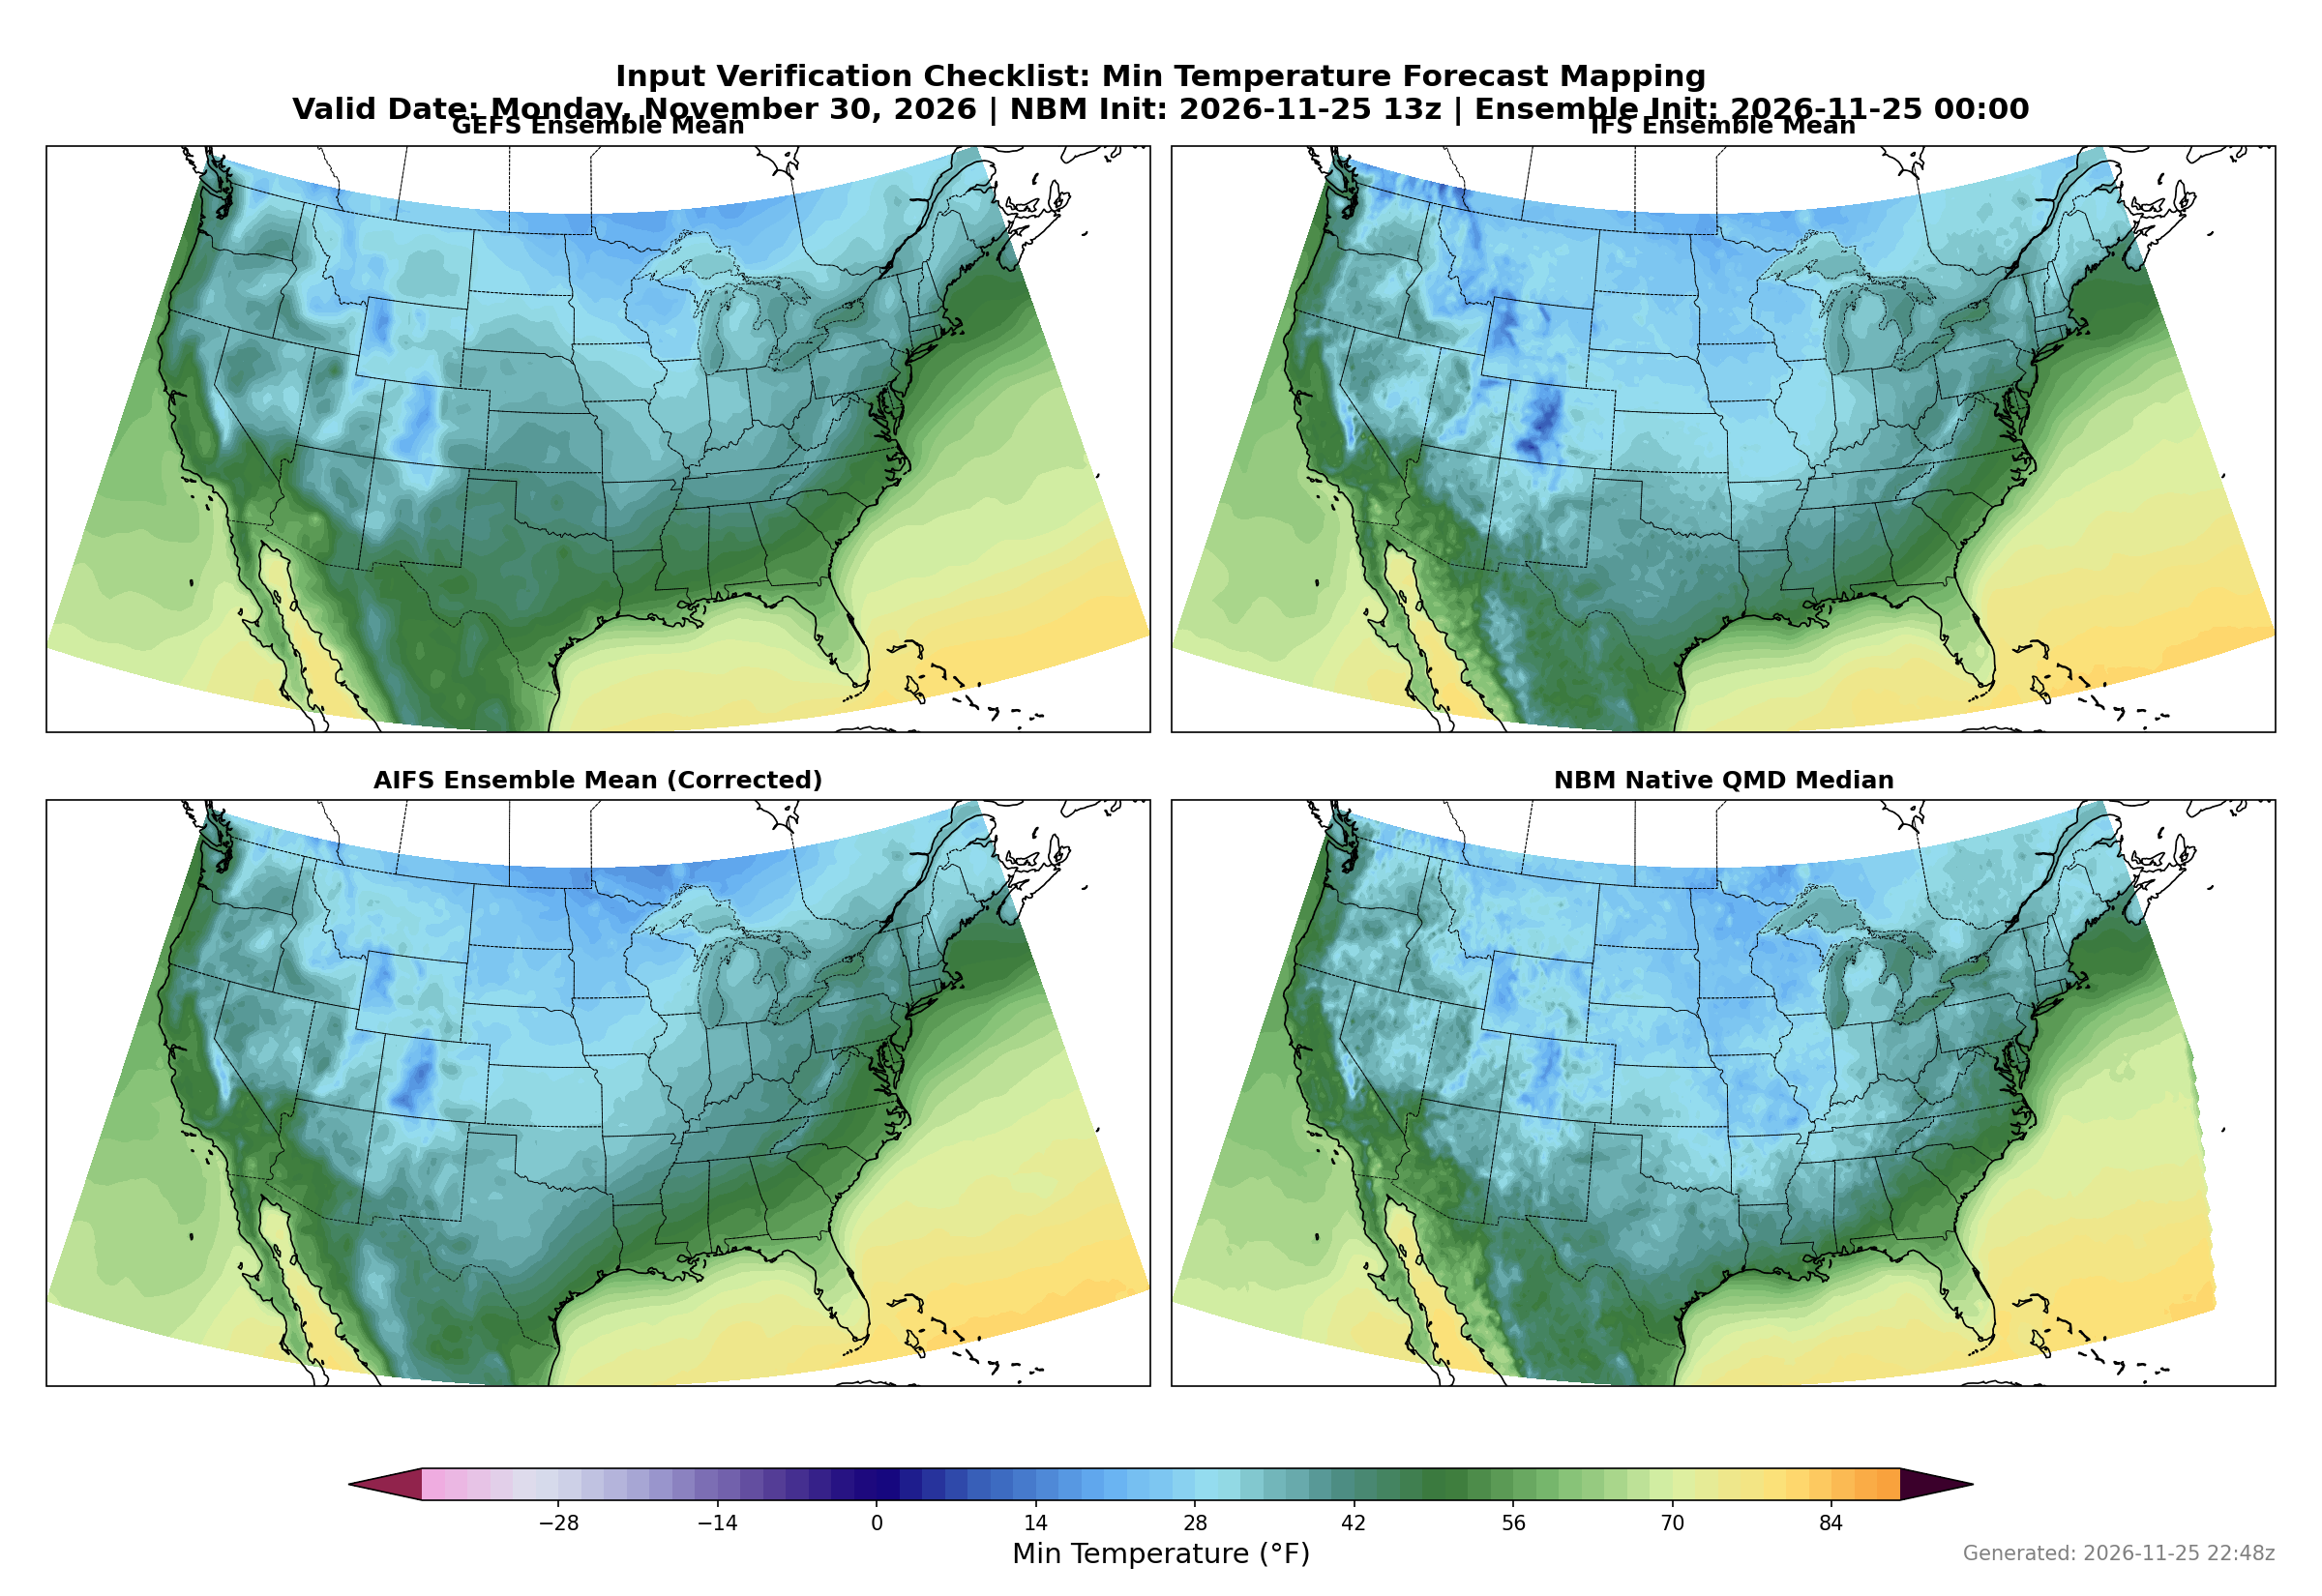 Input Verification Checklist: Min Temperature Forecast Mapping
Valid Date: Monday, November 30, 2026 | NBM Init: 2026-11-25 13z | Ensemble Init: 2026-11-25 00:00
GEFS Ensemble Mean
IFS Ensemble Mean
AIFS Ensemble Mean (Corrected)
NBM Native QMD Median
−28 −14 0 14 28 42 56 70 84
Min Temperature (°F)
Generated: 2026-11-25 22:48z